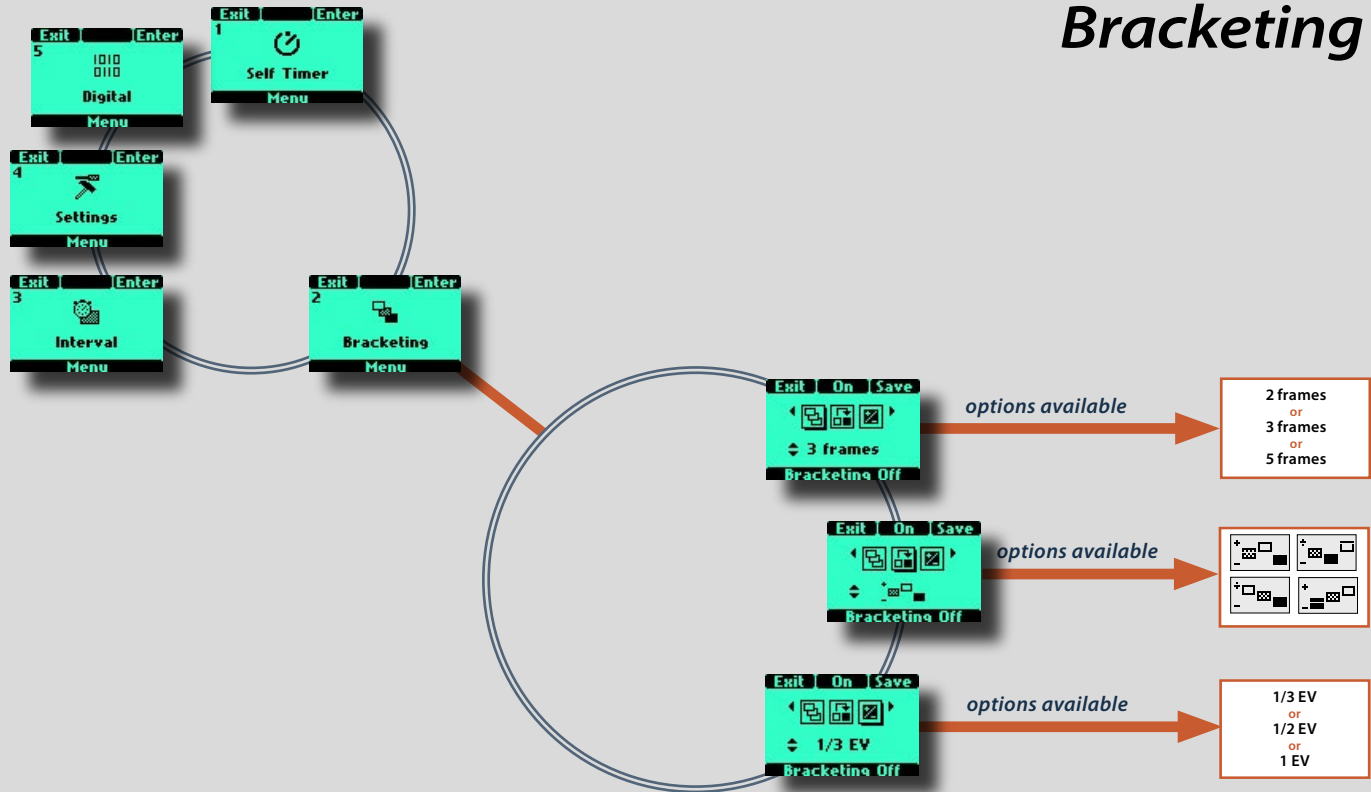 Bracketing
Exit Enter
1
Self Timer
Menu
Exit Enter
5
1010
0110
Digital
Menu
Exit Enter
4
Settings
Menu
Exit Enter
3
Interval
Menu
Exit Enter
2
Bracketing
Menu
Exit On Save
3 frames
Bracketing Off
options available
2 frames
or
3 frames
or
5 frames
Exit On Save
+
-
Bracketing Off
options available
+
-
+
-
+
-
+
-
Exit On Save
1/3 EV
Bracketing Off
options available
1/3 EV
or
1/2 EV
or
1 EV